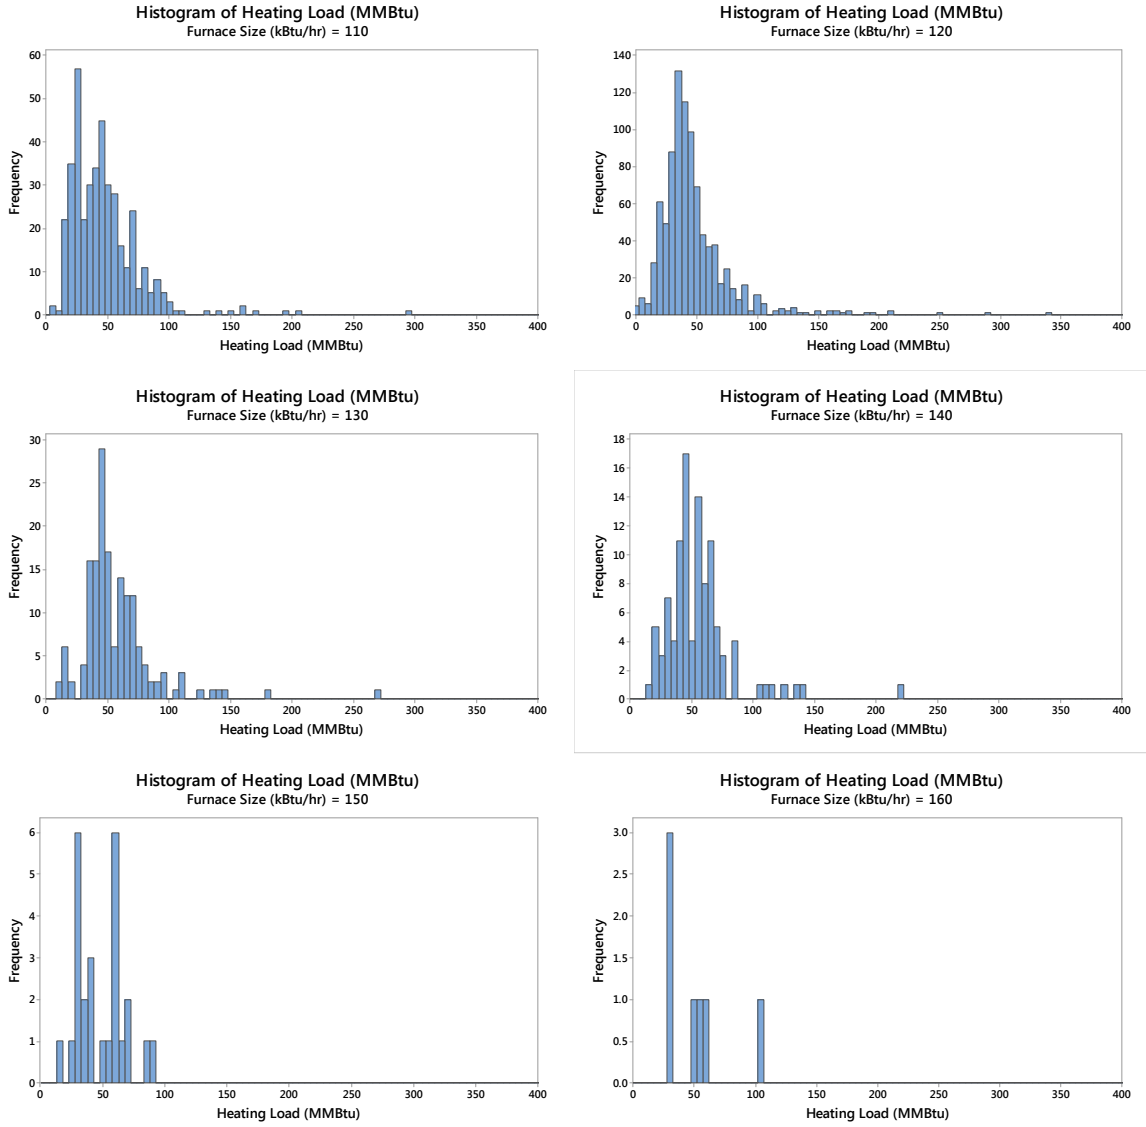 Histogram of Heating Load (MMBtu)
Furnace Size (kBtu/hr) = 110
60
50
40
30
20
10
0
Frequency
0 50 100 150 200 250 300 350 400
Heating Load (MMBtu)
Histogram of Heating Load (MMBtu)
Furnace Size (kBtu/hr) = 120
140
120
100
80
60
40
20
0
Frequency
0 50 100 150 200 250 300 350 400
Heating Load (MMBtu)
Histogram of Heating Load (MMBtu)
Furnace Size (kBtu/hr) = 130
30
25
20
15
10
5
0
Frequency
0 50 100 150 200 250 300 350 400
Heating Load (MMBtu)
Histogram of Heating Load (MMBtu)
Furnace Size (kBtu/hr) = 140
18
16
14
12
10
8
6
4
2
0
Frequency
0 50 100 150 200 250 300 350 400
Heating Load (MMBtu)
Histogram of Heating Load (MMBtu)
Furnace Size (kBtu/hr) = 150
6
5
4
3
2
1
0
Frequency
0 50 100 150 200 250 300 350 400
Heating Load (MMBtu)
Histogram of Heating Load (MMBtu)
Furnace Size (kBtu/hr) = 160
3.0
2.5
2.0
1.5
1.0
0.5
0.0
Frequency
0 50 100 150 200 250 300 350 400
Heating Load (MMBtu)